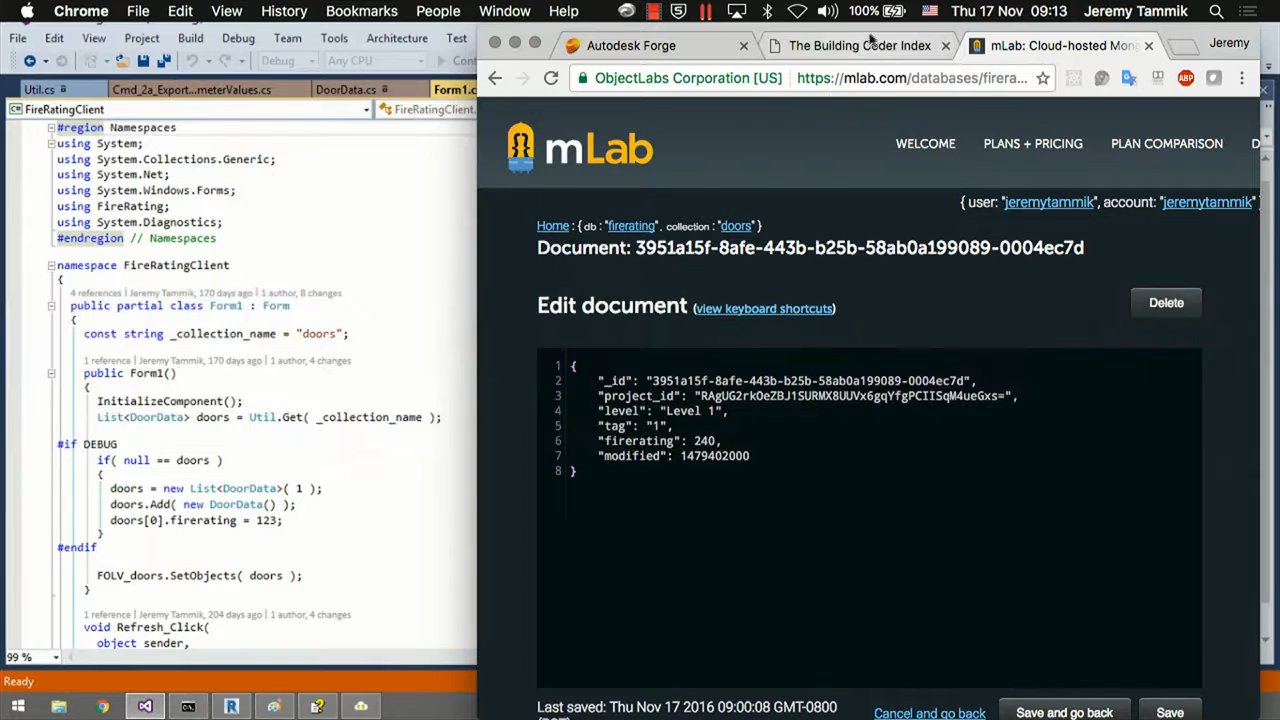 Chrome File Edit View History Bookmarks People Window Help 100% Thu 17 Nov 09:13 Jeremy Tammik
File Edit View Project Build Debug Team Tools Architecture Test
Debug Any CPU
Util.cs Cmd_2a_Export...meterValues.cs DoorData.cs Form1.c
FireRatingClient FireRatingClient.
#region Namespaces
using System;
using System.Collections.Generic;
using System.Net;
using System.Windows.Forms;
using FireRating;
using System.Diagnostics;
#endregion // Namespaces
namespace FireRatingClient
{
4 references | Jeremy Tammik, 170 days ago | 1 author, 8 changes
public partial class Form1 : Form
{
const string _collection_name = "doors";
1 reference | Jeremy Tammik, 170 days ago | 1 author, 4 changes
public Form1()
{
InitializeComponent();
List<DoorData> doors = Util.Get( _collection_name );
#if DEBUG
if( null == doors )
{
doors = new List<DoorData>( 1 );
doors.Add( new DoorData() );
doors[0].firerating = 123;
}
#endif
FOLV_doors.SetObjects( doors );
}
1 reference | Jeremy Tammik, 204 days ago | 1 author, 4 changes
void Refresh_Click(
object sender,
99 %
Ready
Autodesk Forge The Building Coder Index mLab: Cloud-hosted Mon Jeremy
ObjectLabs Corporation [US] https://mlab.com/databases/firera... ABP
mLab
WELCOME PLANS + PRICING PLAN COMPARISON D
{ user: "jeremytammik", account: "jeremytammik"
Home : { db : "firerating", collection : "doors" }
Document: 3951a15f-8afe-443b-b25b-58ab0a199089-0004ec7d
Edit document (view keyboard shortcuts)
Delete
1 {
2 "_id": "3951a15f-8afe-443b-b25b-58ab0a199089-0004ec7d",
3 "project_id": "RAgUG2rkOeZBJ1SURMX8UUVx6gqYfgPCIISqM4ueGxs=",
4 "level": "Level 1",
5 "tag": "1",
6 "firerating": 240,
7 "modified": 1479402000
8 }
Last saved: Thu Nov 17 2016 09:00:08 GMT-0800
Cancel and go back Save and go back Save